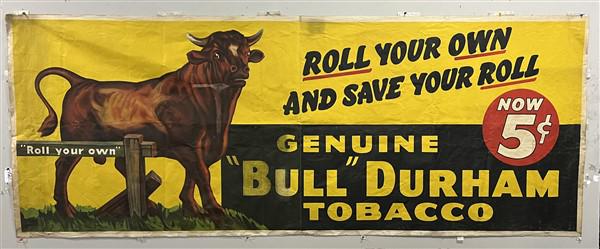 ROLL YOUR OWN
AND SAVE YOUR ROLL
NOW
5¢
"Roll your own"
GENUINE
"BULL" DURHAM
TOBACCO